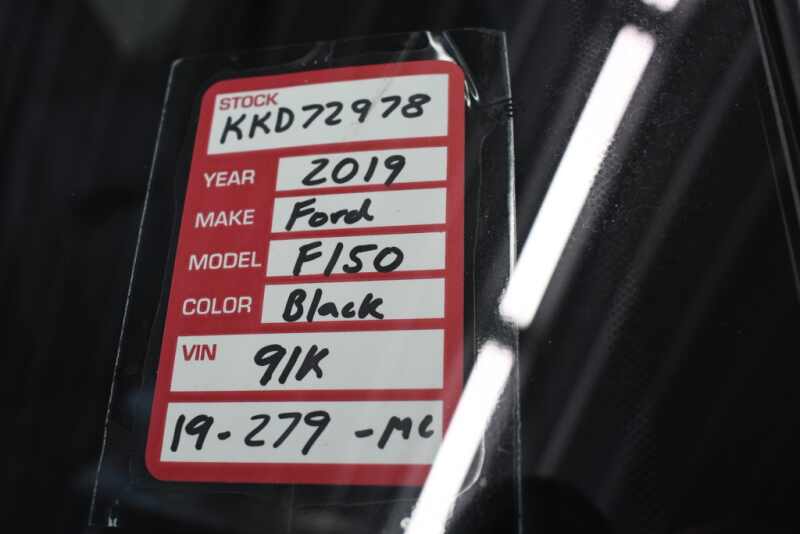 STOCK
KKD72978
YEAR 2019
MAKE Ford
MODEL F150
COLOR Black
VIN 91K
19-279-MC